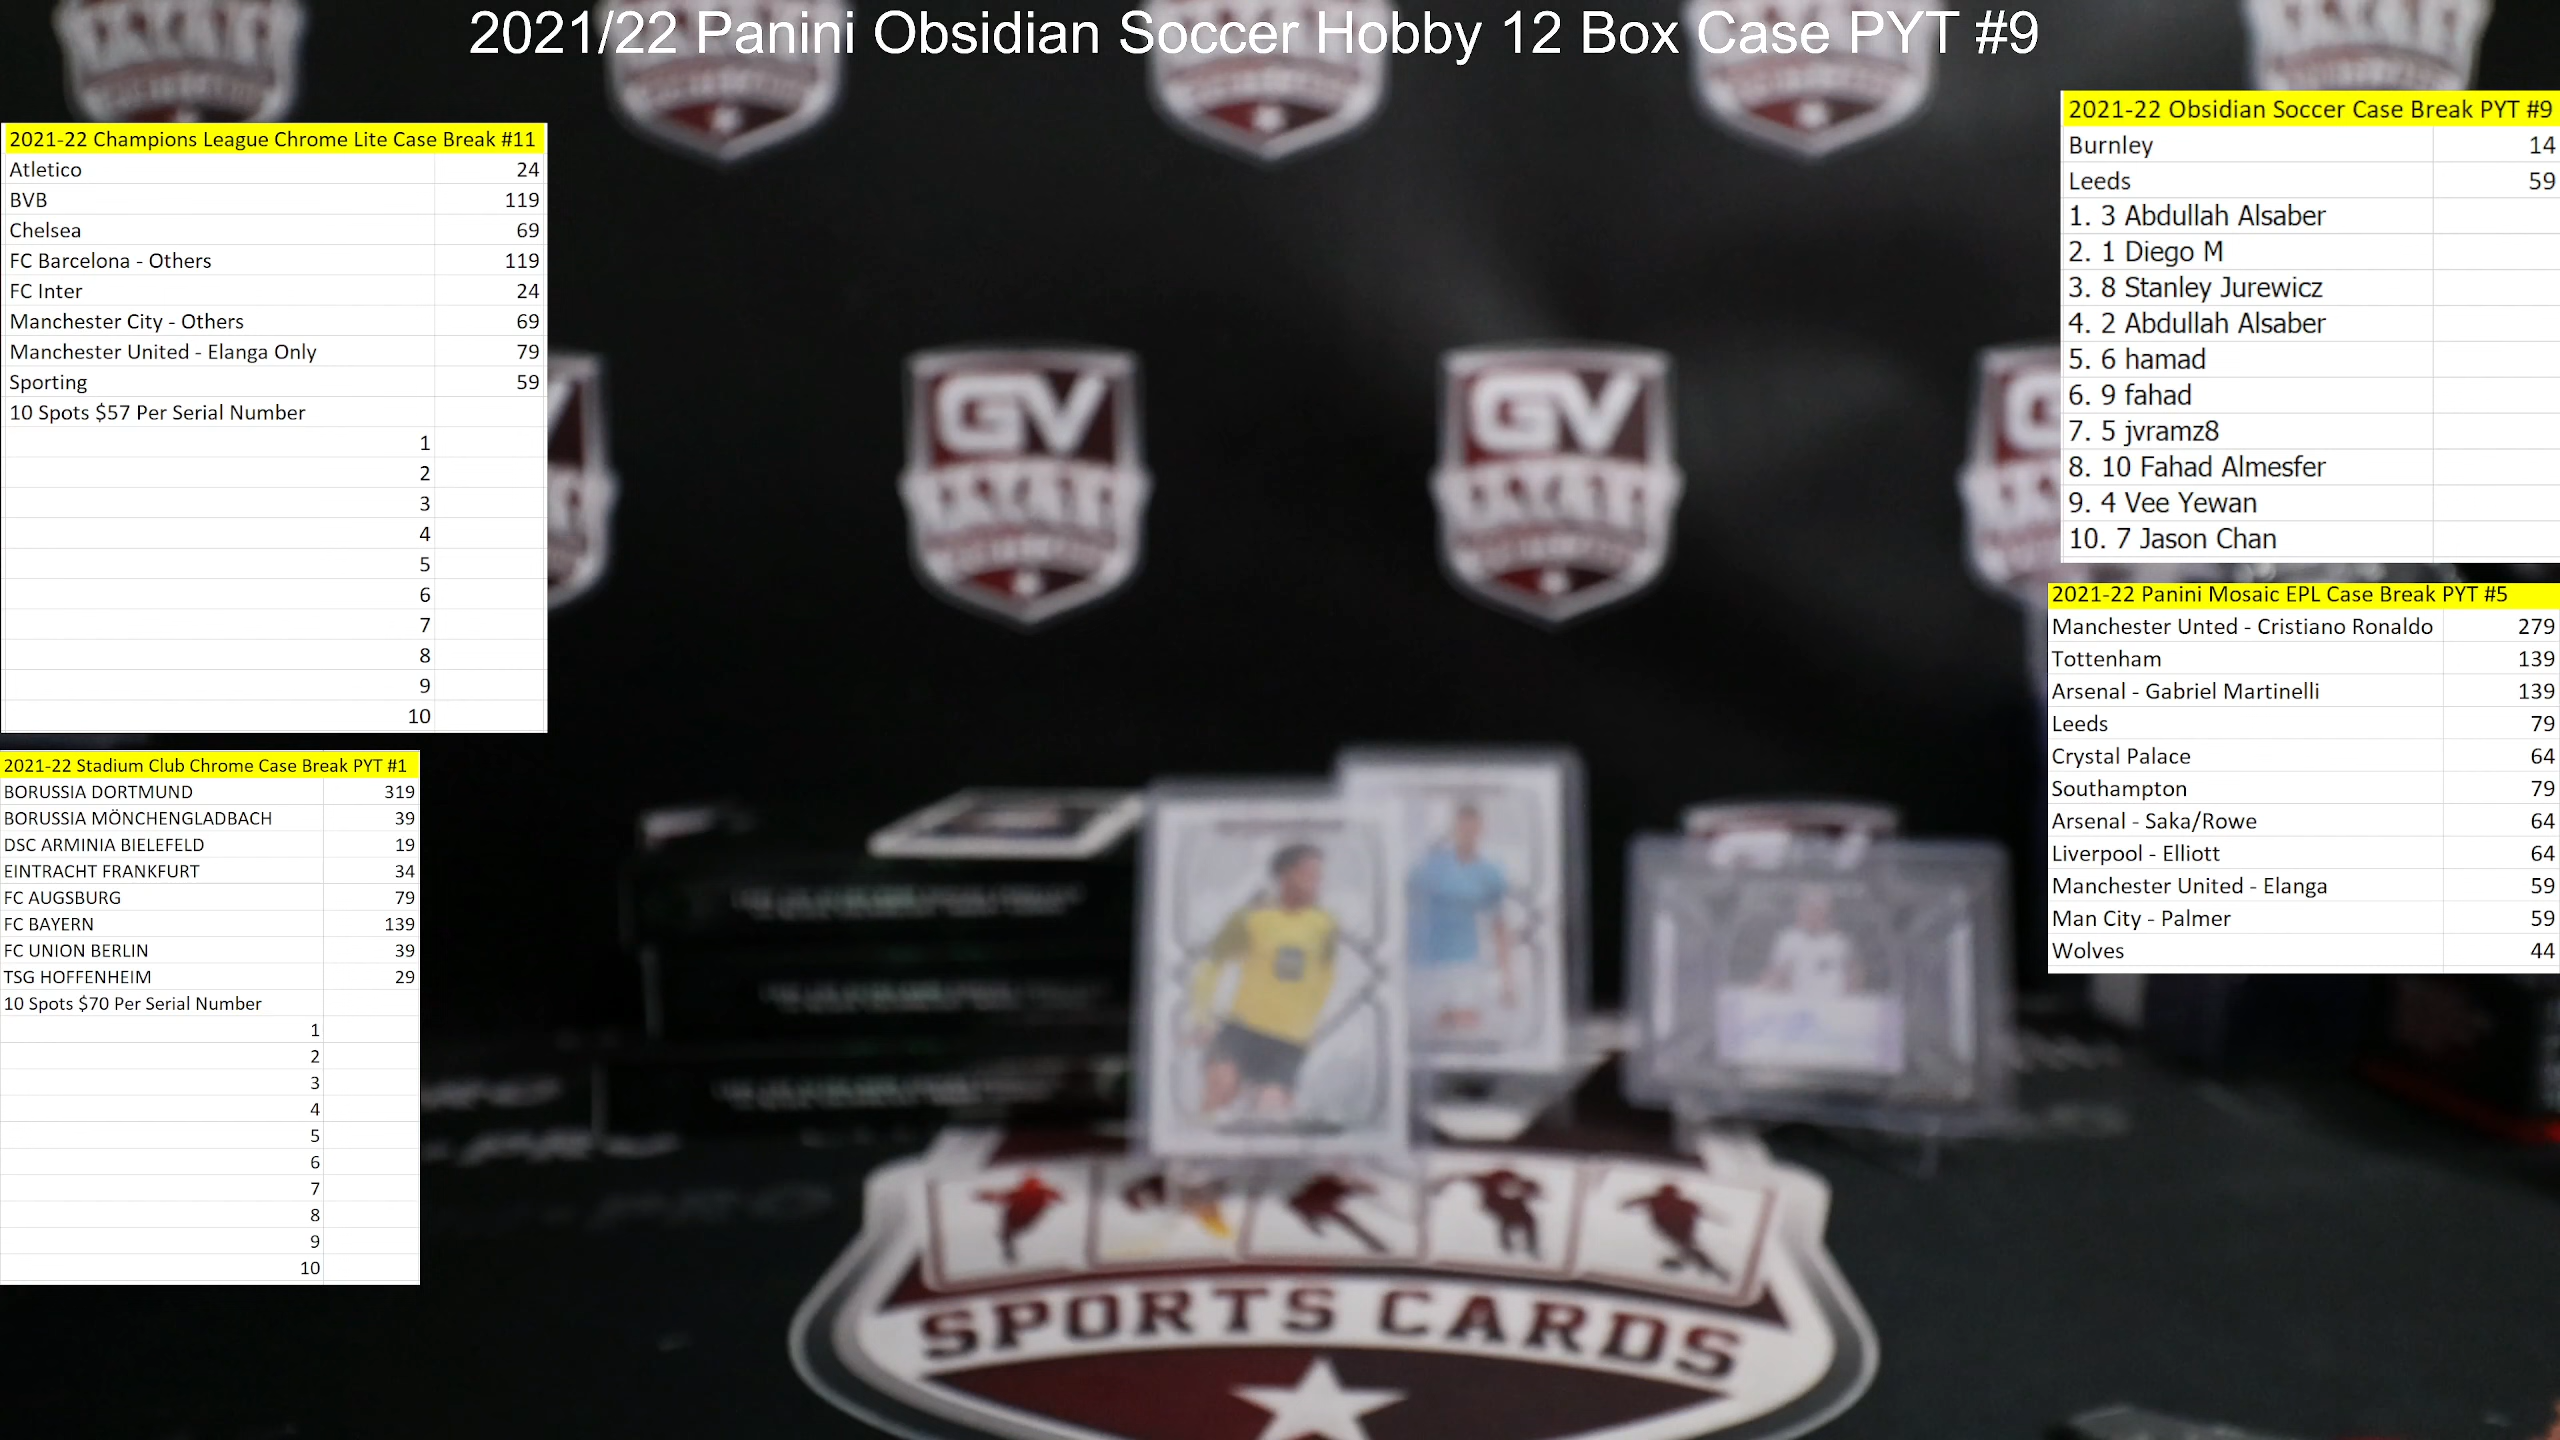 2021/22 Panini Obsidian Soccer Hobby 12 Box Case PYT #9
2021-22 Champions League Chrome Lite Case Break #11
Atletico 24
BVB 119
Chelsea 69
FC Barcelona - Others 119
FC Inter 24
Manchester City - Others 69
Manchester United - Elanga Only 79
Sporting 59
10 Spots $57 Per Serial Number
1
2
3
4
5
6
7
8
9
10
2021-22 Stadium Club Chrome Case Break PYT #1
BORUSSIA DORTMUND 319
BORUSSIA MÖNCHENGLADBACH 39
DSC ARMINIA BIELEFELD 19
EINTRACHT FRANKFURT 34
FC AUGSBURG 79
FC BAYERN 139
FC UNION BERLIN 39
TSG HOFFENHEIM 29
10 Spots $70 Per Serial Number
1
2
3
4
5
6
7
8
9
10
2021-22 Obsidian Soccer Case Break PYT #9
Burnley 14
Leeds 59
1. 3 Abdullah Alsaber
2. 1 Diego M
3. 8 Stanley Jurewicz
4. 2 Abdullah Alsaber
5. 6 hamad
6. 9 fahad
7. 5 jvramz8
8. 10 Fahad Almesfer
9. 4 Vee Yewan
10. 7 Jason Chan
2021-22 Panini Mosaic EPL Case Break PYT #5
Manchester Unted - Cristiano Ronaldo 279
Tottenham 139
Arsenal - Gabriel Martinelli 139
Leeds 79
Crystal Palace 64
Southampton 79
Arsenal - Saka/Rowe 64
Liverpool - Elliott 64
Manchester United - Elanga 59
Man City - Palmer 59
Wolves 44
GV
GV
SPORTS CARDS